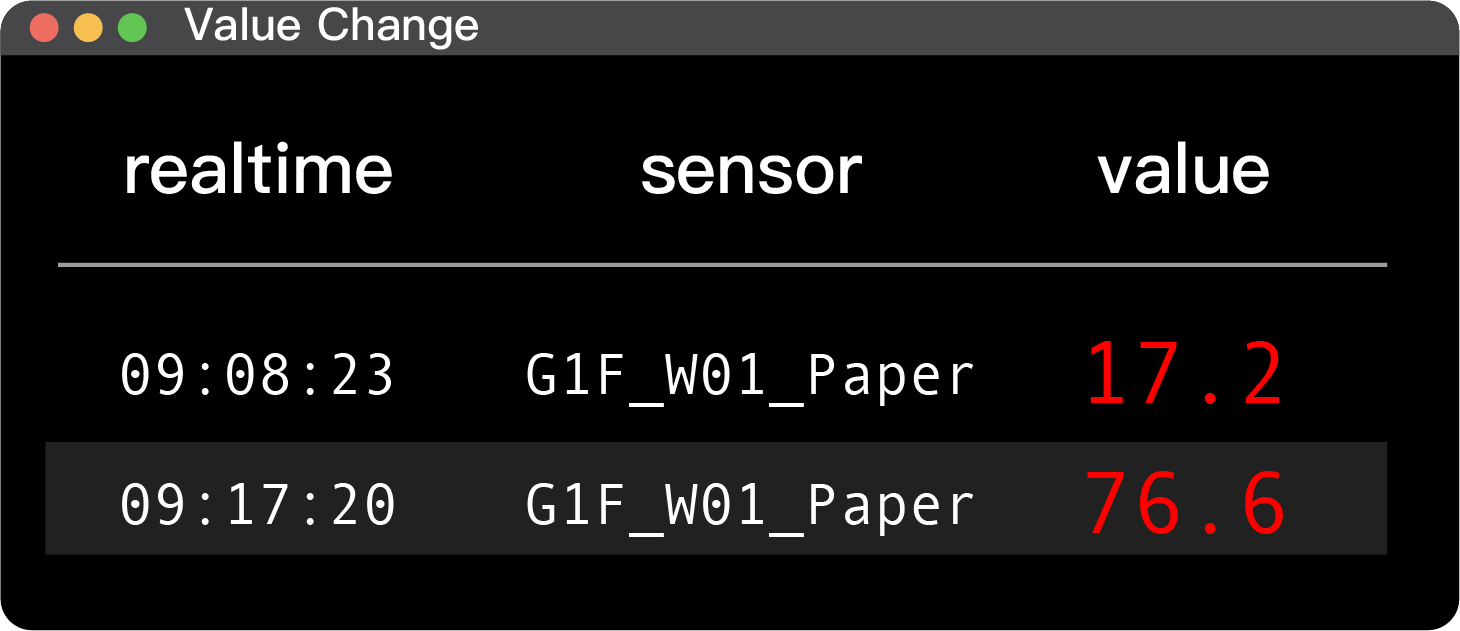 Value Change
realtime sensor value
09:08:23 G1F_W01_Paper 17.2
09:17:20 G1F_W01_Paper 76.6